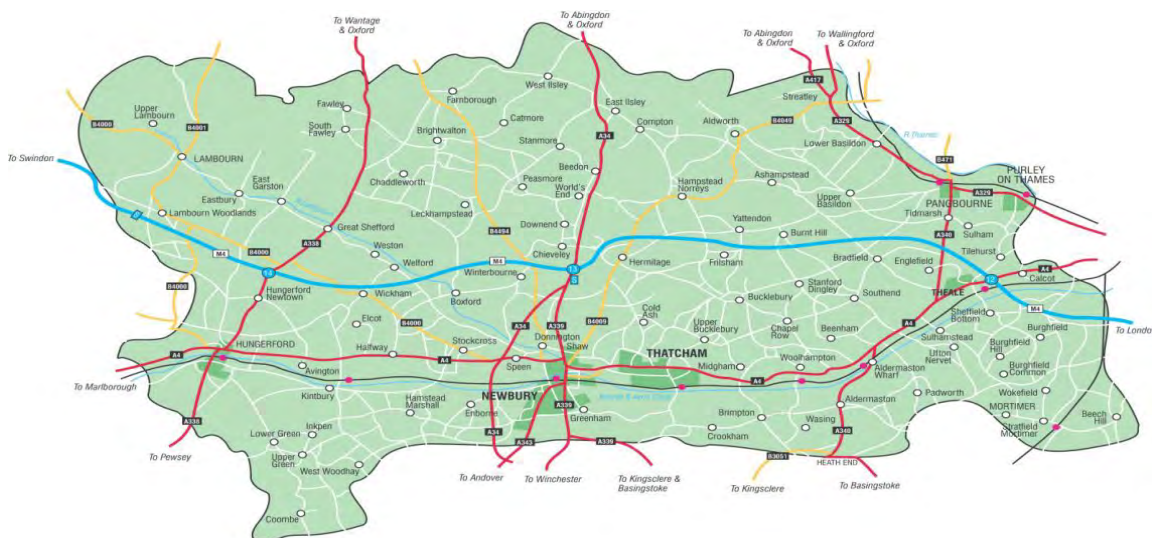 To Wantage
& Oxford
To Abingdon
& Oxford
To Abingdon
& Oxford
To Wallingford
& Oxford
A417
West Ilsley
Streatley
Farnborough
Fawley
East Ilsley
A329
Upper
Lambourn
B4000
B4001
South
Fawley
Catmore
Compton
Aldworth
B4009
Brightwalton
A34
Stanmore
Lower Basildon
R Thames
To Swindon
LAMBOURN
B471
Beedon
PURLEY
ON THAMES
East
Garston
Chaddleworth
Peasmore
World's
End
Hampstead
Norreys
Ashampstead
A329
Eastbury
Upper
Basildon
PANGBOURNE
Lambourn Woodlands
Leckhampstead
Tidmarsh
Great Shefford
Downend
Yattendon
Burnt Hill
Sulham
A338
B4494
A340
Weston
Chieveley
Tilehurst
M4
B4000
Welford
M4
Hermitage
Frilsham
Bradfield
Englefield
A4
14
13
Winterbourne
Calcot
12
B4000
Hungerford
Newtown
Wickham
Boxford
Bucklebury
Stanford
Dingley
Southend
THEALE
M4
Elcot
A34
A339
Cold
Ash
Sheffield
Bottom
B4000
B4009
Upper
Bucklebury
Chapel
Row
Beenham
A4
Burghfield
To Londo
HUNGERFORD
Donnington
Shaw
Sulhamstead
Stockcross
Burghfield
Hill
A4
Halfway
A4
THATCHAM
Woolhampton
Ufton
Nervet
Speen
Midgham
A4
Aldermaston
Wharf
Burghfield
Common
Avington
To Marlborough
Kintbury
NEWBURY
Padworth
Wokefield
Hamstead
Marshall
Enborne
A339
Greenham
Brimpton
Wasing
Aldermaston
MORTIMER
Beech
Hill
A338
Inkpen
Crookham
Stratfield
Mortimer
Lower Green
A34
A343
A339
A340
To Pewsey
Upper
Green
B3051
West Woodhay
HEATH END
To Andover
To Winchester
To Kingsclere &
Basingstoke
To Kingsclere
To Basingstoke
Coombe